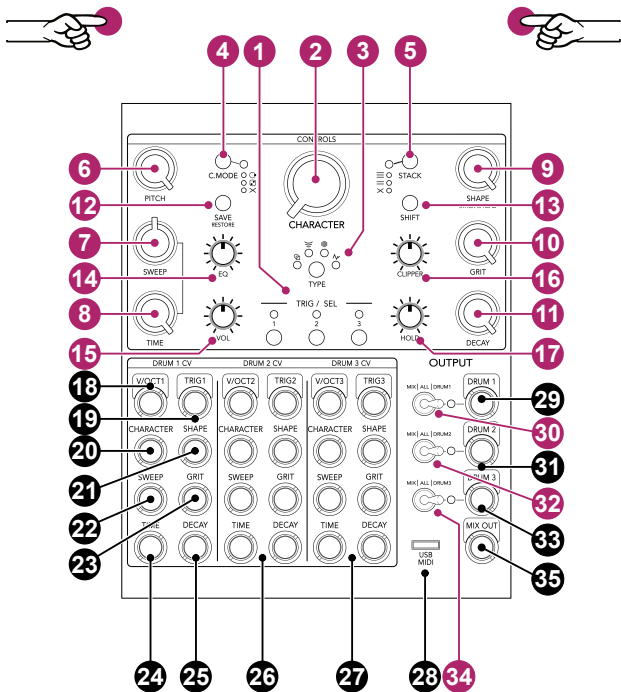 4 1 2 3 5
CONTROLS
6 9
C.MODE STACK
PITCH SHAPE
12 SAVE RESTORE CHARACTER SHIFT 13
7 10
3
SWEEP TYPE GRIT
14 EQ CLIPPER 16
1
TRIG / SEL
8 11
1 2 3
TIME VOL HOLD DECAY
15 17
DRUM 1 CV DRUM 2 CV DRUM 3 CV OUTPUT
18 V/OCT1 TRIG1 V/OCT2 TRIG2 V/OCT3 TRIG3 MIX | ALL | DRUM1 DRUM 1 29
19 30
20 CHARACTER SHAPE CHARACTER SHAPE CHARACTER SHAPE MIX | ALL | DRUM2 DRUM 2
21 31
32
22 SWEEP GRIT SWEEP GRIT SWEEP GRIT MIX | ALL | DRUM3 DRUM 3
23 33
TIME DECAY TIME DECAY TIME DECAY MIX OUT
USB
MIDI
35
24 25 26 27 28 34